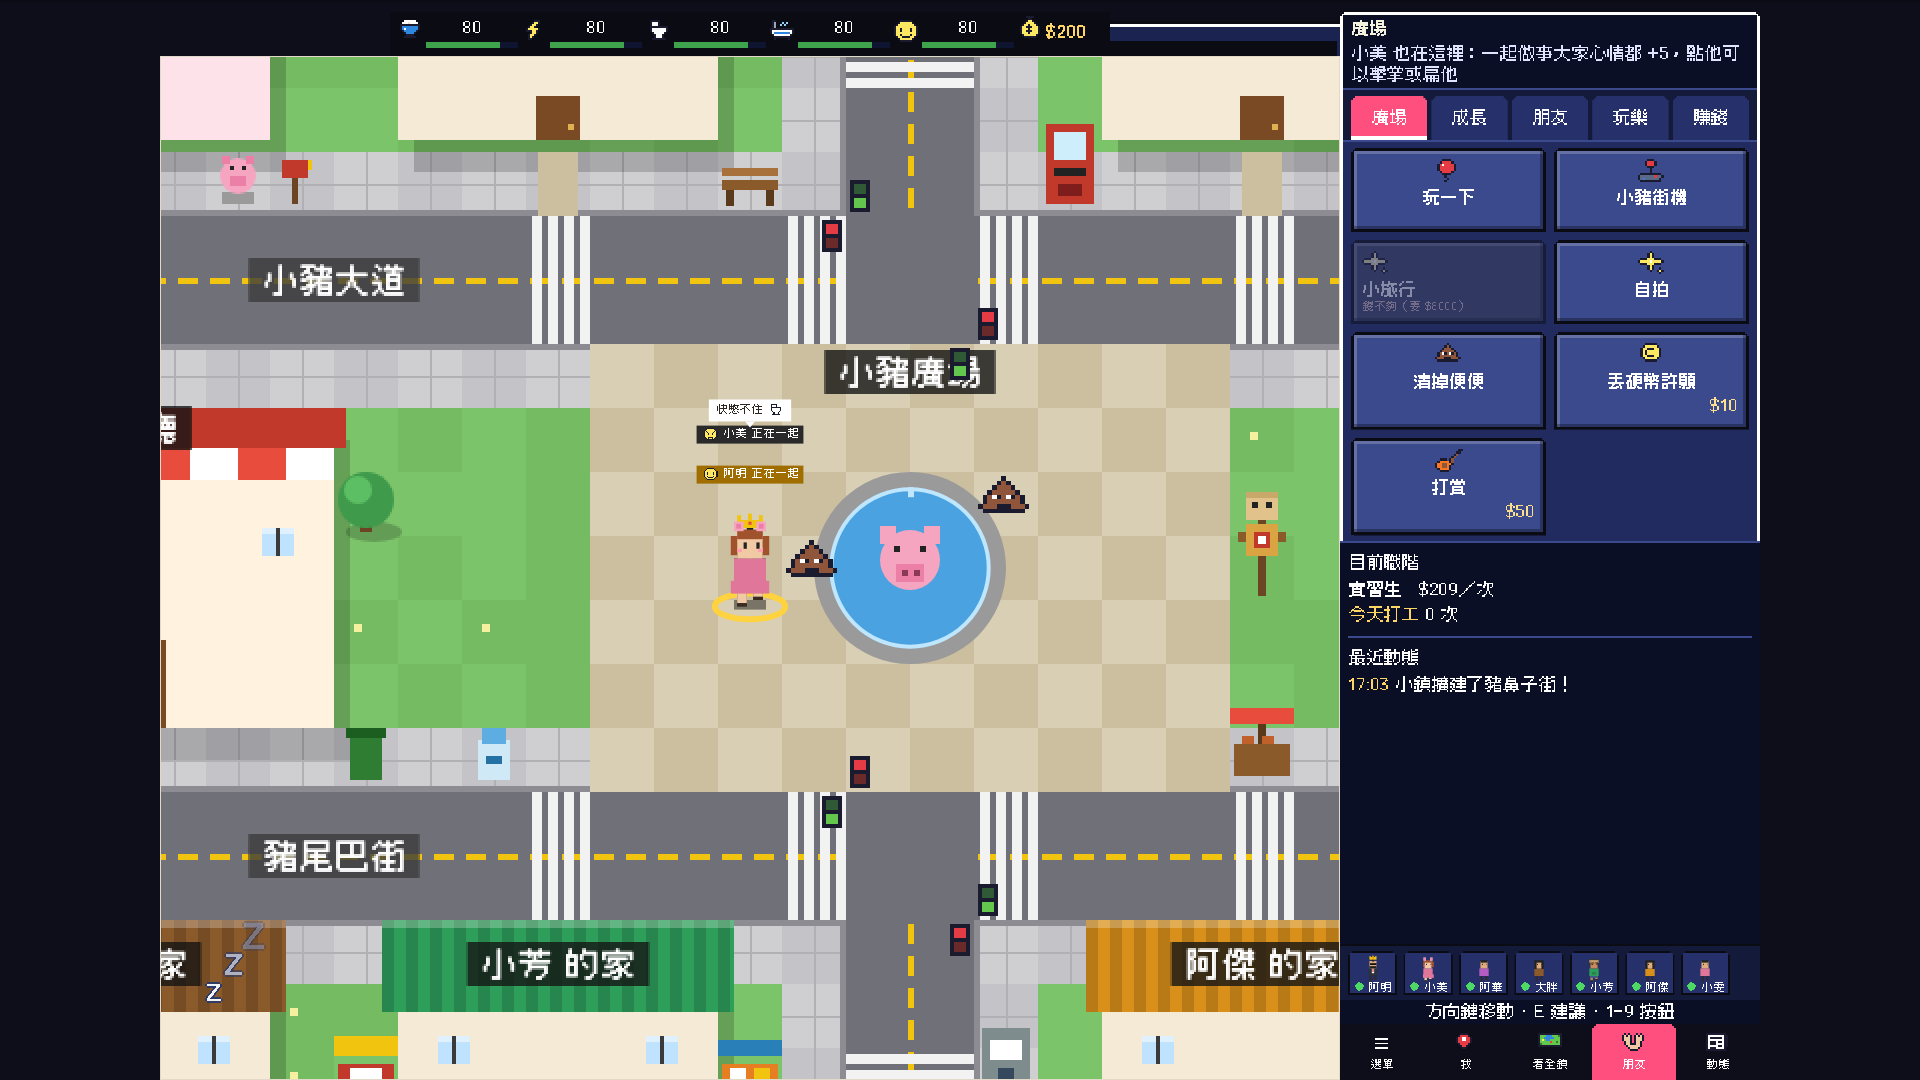 80
80
80
80
80
$200
廣場
小美 也在這裡：一起做事大家心情都 +5，點他可
以擊掌或扁他
廣場
成長
朋友
玩樂
賺錢
玩一下
小豬街機
小旅行
錢不夠（要 $6000）
自拍
清掉便便
丟硬幣許願
$10
打賞
$50
目前職階
實習生 $209／次
今天打工 0 次
最近動態
17:03 小鎮擴建了豬鼻子街！
小豬大道
小豬廣場
快憋不住
小美 正在一起
阿明 正在一起
豬尾巴街
家
Z
Z
Z
小芳 的家
阿傑 的家
阿明
小美
阿華
大胖
小芳
阿傑
小雯
方向鍵移動 · E 建議 · 1-9 按鈕
選單
我
看全鎮
朋友
動態